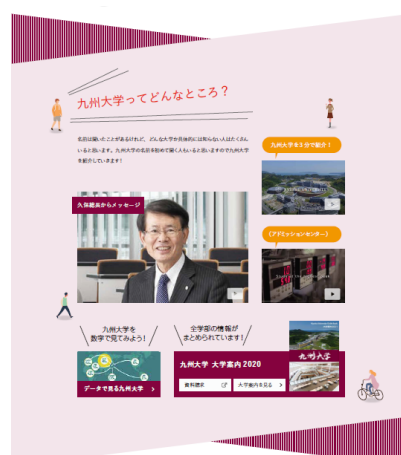 九州大学ってどんなところ？
名前は聞いたことがあるけれど、どんな大学か具体的には知らない人はたくさん
いると思います。九州大学の名前を初めて聞く人もいると思いますので九州大学
を紹介していきます！
九州大学を5分で紹介！
久保総長からメッセージ
（アドミッションセンター）
九州大学を
数字で見てみよう！
全学部の情報が
まとめられています！
九州大学
データで見る九州大学
九州大学 大学案内 2020
資料請求
大学案内を見る